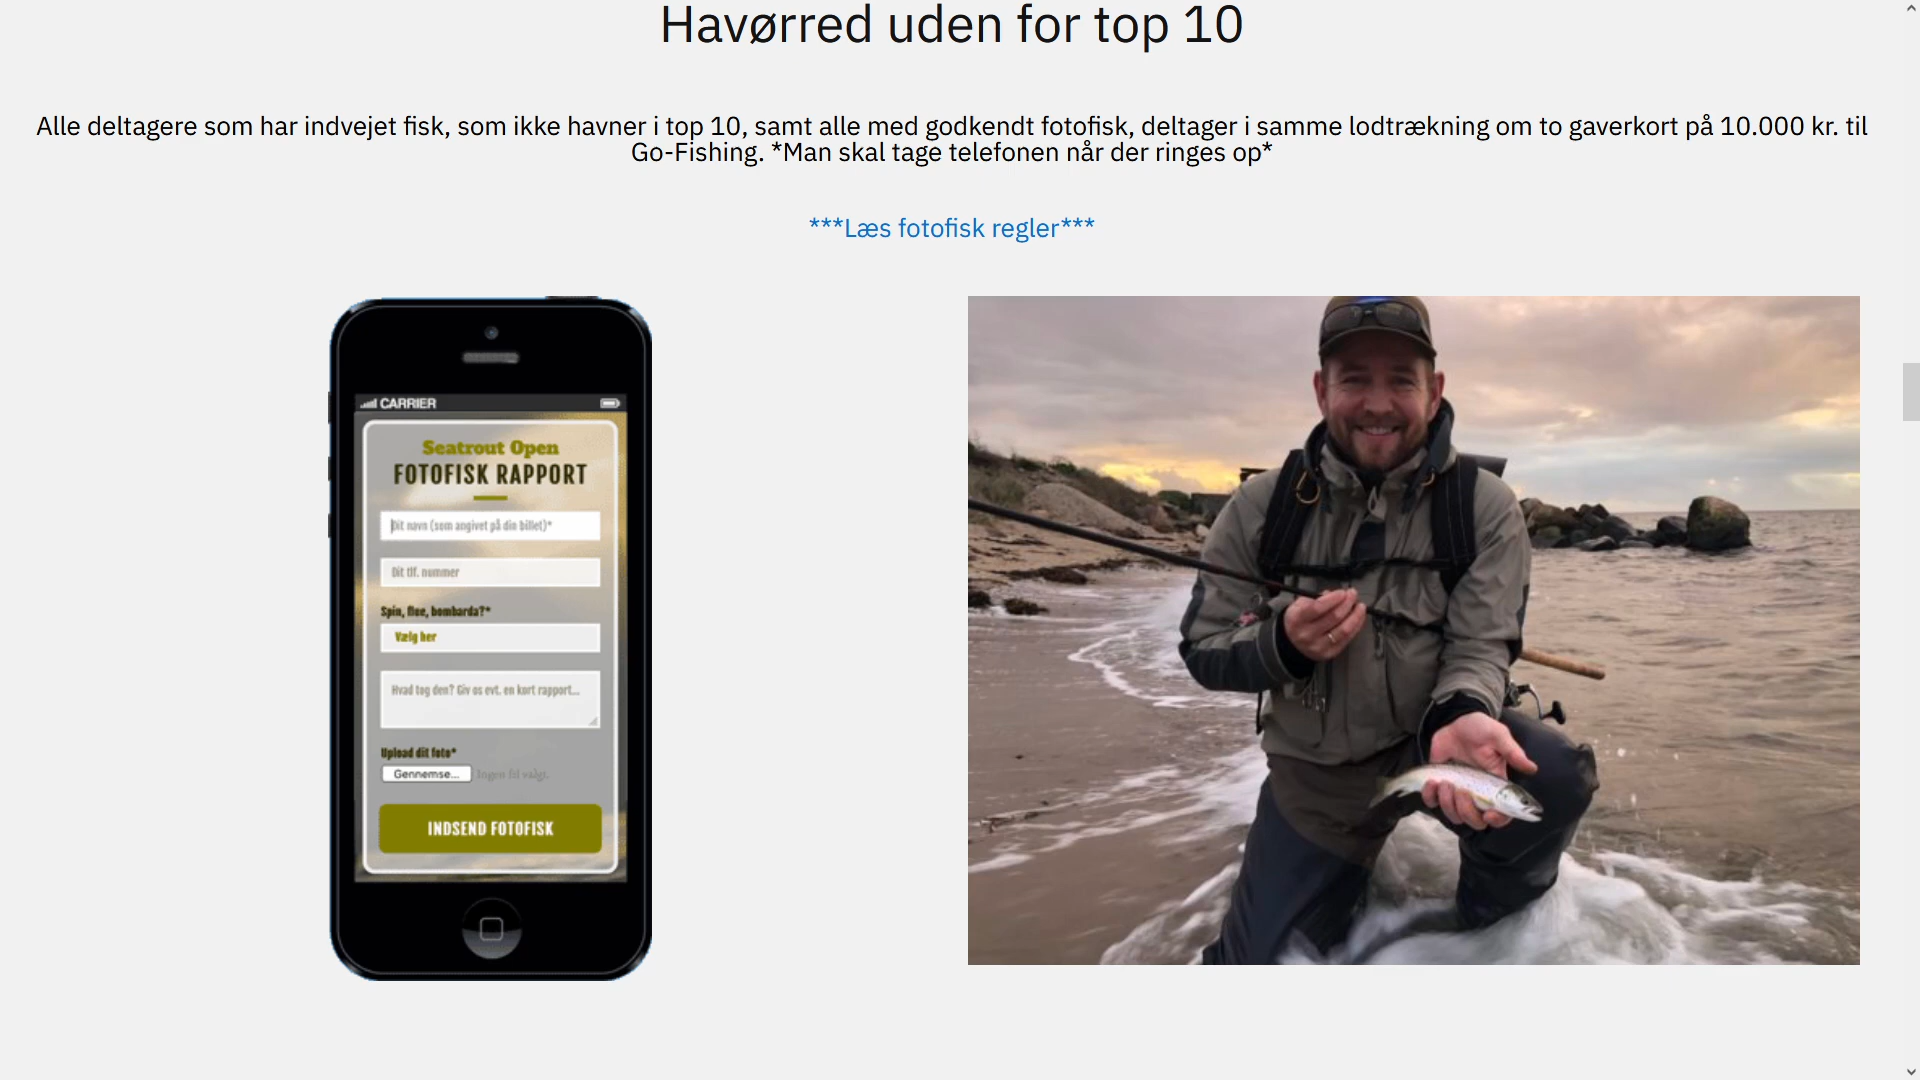 Havørred uden for top 10
Alle deltagere som har indvejet fisk, som ikke havner i top 10, samt alle med godkendt fotofisk, deltager i samme lodtrækning om to gaverkort på 10.000 kr. til
Go-Fishing. *Man skal tage telefonen når der ringes op*
***Læs fotofisk regler***
CARRIER
Seatrout Open
FOTOFISK RAPPORT
Dit navn (som angivet på din billet)*
Dit tlf. nummer
Spin, flue, bombarda?*
Vælg her
Hvad tog den? Giv os evt. en kort rapport...
Upload dit foto*
Gennemse... Ingen fil valgt.
INDSEND FOTOFISK